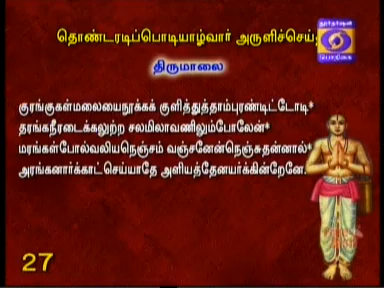 தொண்டரடிப்பொடியாழ்வார் அருளிச்செய்
திருமாலை
பொதிகை
குரங்குகள்மலையைநூக்கக் குளித்துத்தாம்புரண்டிட்டோடி*
தரங்கநீரடைக்கலுற்ற சலமிலாவணிலும்போலேன்*
மரங்கள்போல்வலியநெஞ்சம் வஞ்சனேன்நெஞ்சுதன்னால்*
அரங்கனார்க்காட்செய்யாதே அளியத்தேனயர்க்கின்றேனே.
27